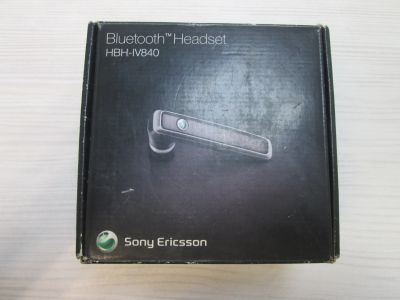 Bluetooth™ Headset
HBH-IV840
Sony Ericsson